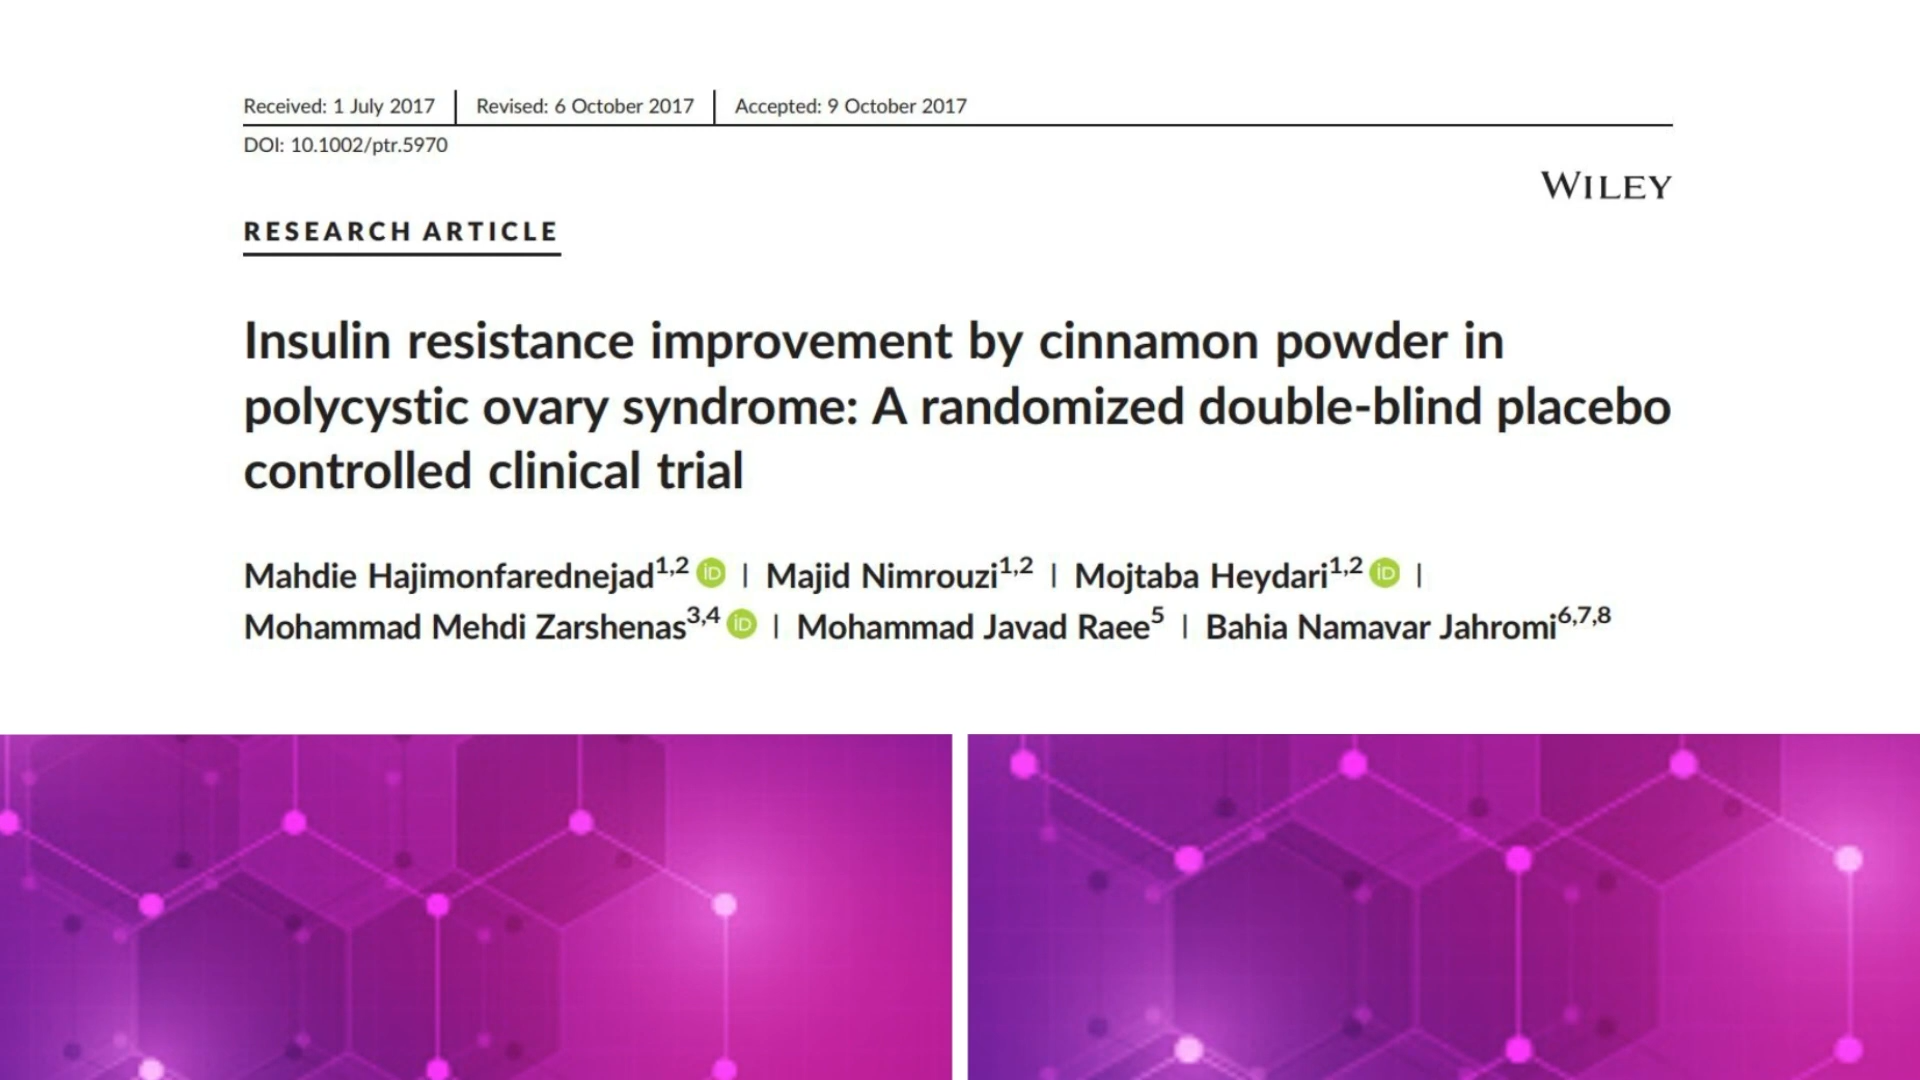 Received: 1 July 2017 | Revised: 6 October 2017 | Accepted: 9 October 2017
DOI: 10.1002/ptr.5970
WILEY
RESEARCH ARTICLE
Insulin resistance improvement by cinnamon powder in
polycystic ovary syndrome: A randomized double-blind placebo
controlled clinical trial
Mahdie Hajimonfarednejad1,2 iD | Majid Nimrouzi1,2 | Mojtaba Heydari1,2 iD |
Mohammad Mehdi Zarshenas3,4 iD | Mohammad Javad Raee5 | Bahia Namavar Jahromi6,7,8